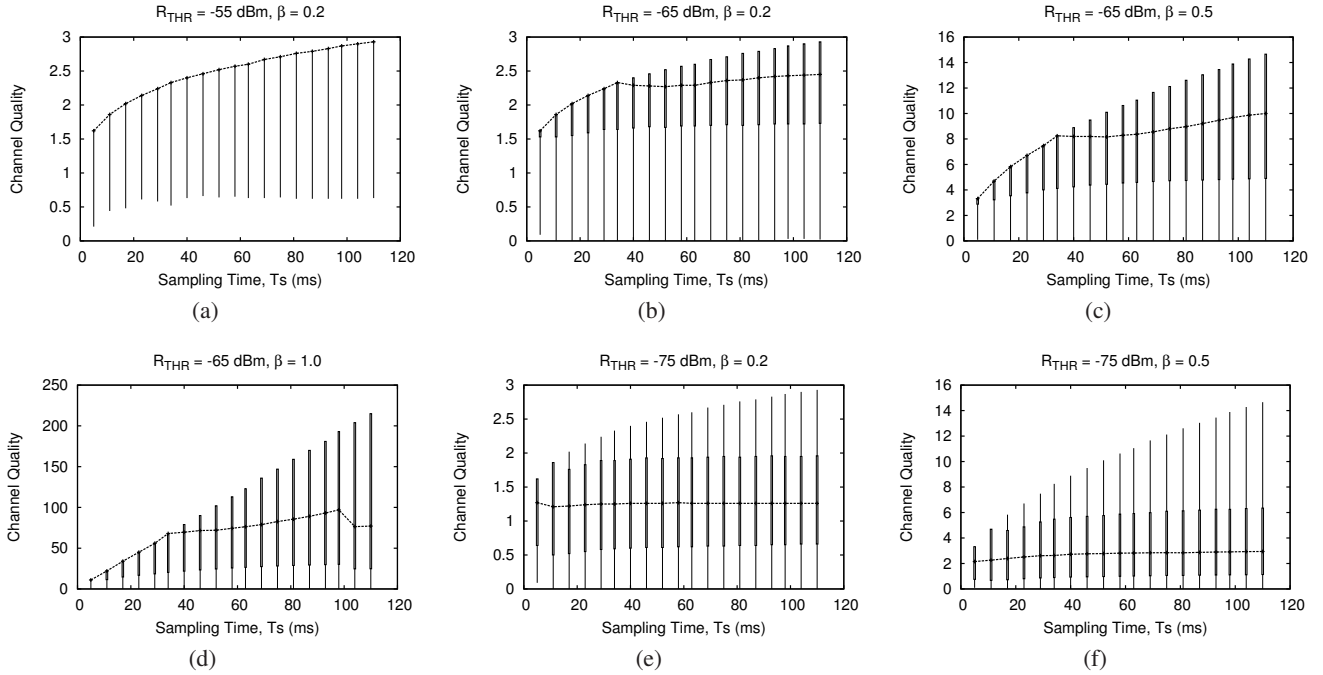 R_THR = -55 dBm, β = 0.2
3
2.5
2
1.5
1
0.5
0
Channel Quality
0 20 40 60 80 100 120
Sampling Time, Ts (ms)
(a)
R_THR = -65 dBm, β = 0.2
3
2.5
2
1.5
1
0.5
0
Channel Quality
0 20 40 60 80 100 120
Sampling Time, Ts (ms)
(b)
R_THR = -65 dBm, β = 0.5
16
14
12
10
8
6
4
2
0
Channel Quality
0 20 40 60 80 100 120
Sampling Time, Ts (ms)
(c)
R_THR = -65 dBm, β = 1.0
250
200
150
100
50
0
Channel Quality
0 20 40 60 80 100 120
Sampling Time, Ts (ms)
(d)
R_THR = -75 dBm, β = 0.2
3
2.5
2
1.5
1
0.5
0
Channel Quality
0 20 40 60 80 100 120
Sampling Time, Ts (ms)
(e)
R_THR = -75 dBm, β = 0.5
16
14
12
10
8
6
4
2
0
Channel Quality
0 20 40 60 80 100 120
Sampling Time, Ts (ms)
(f)